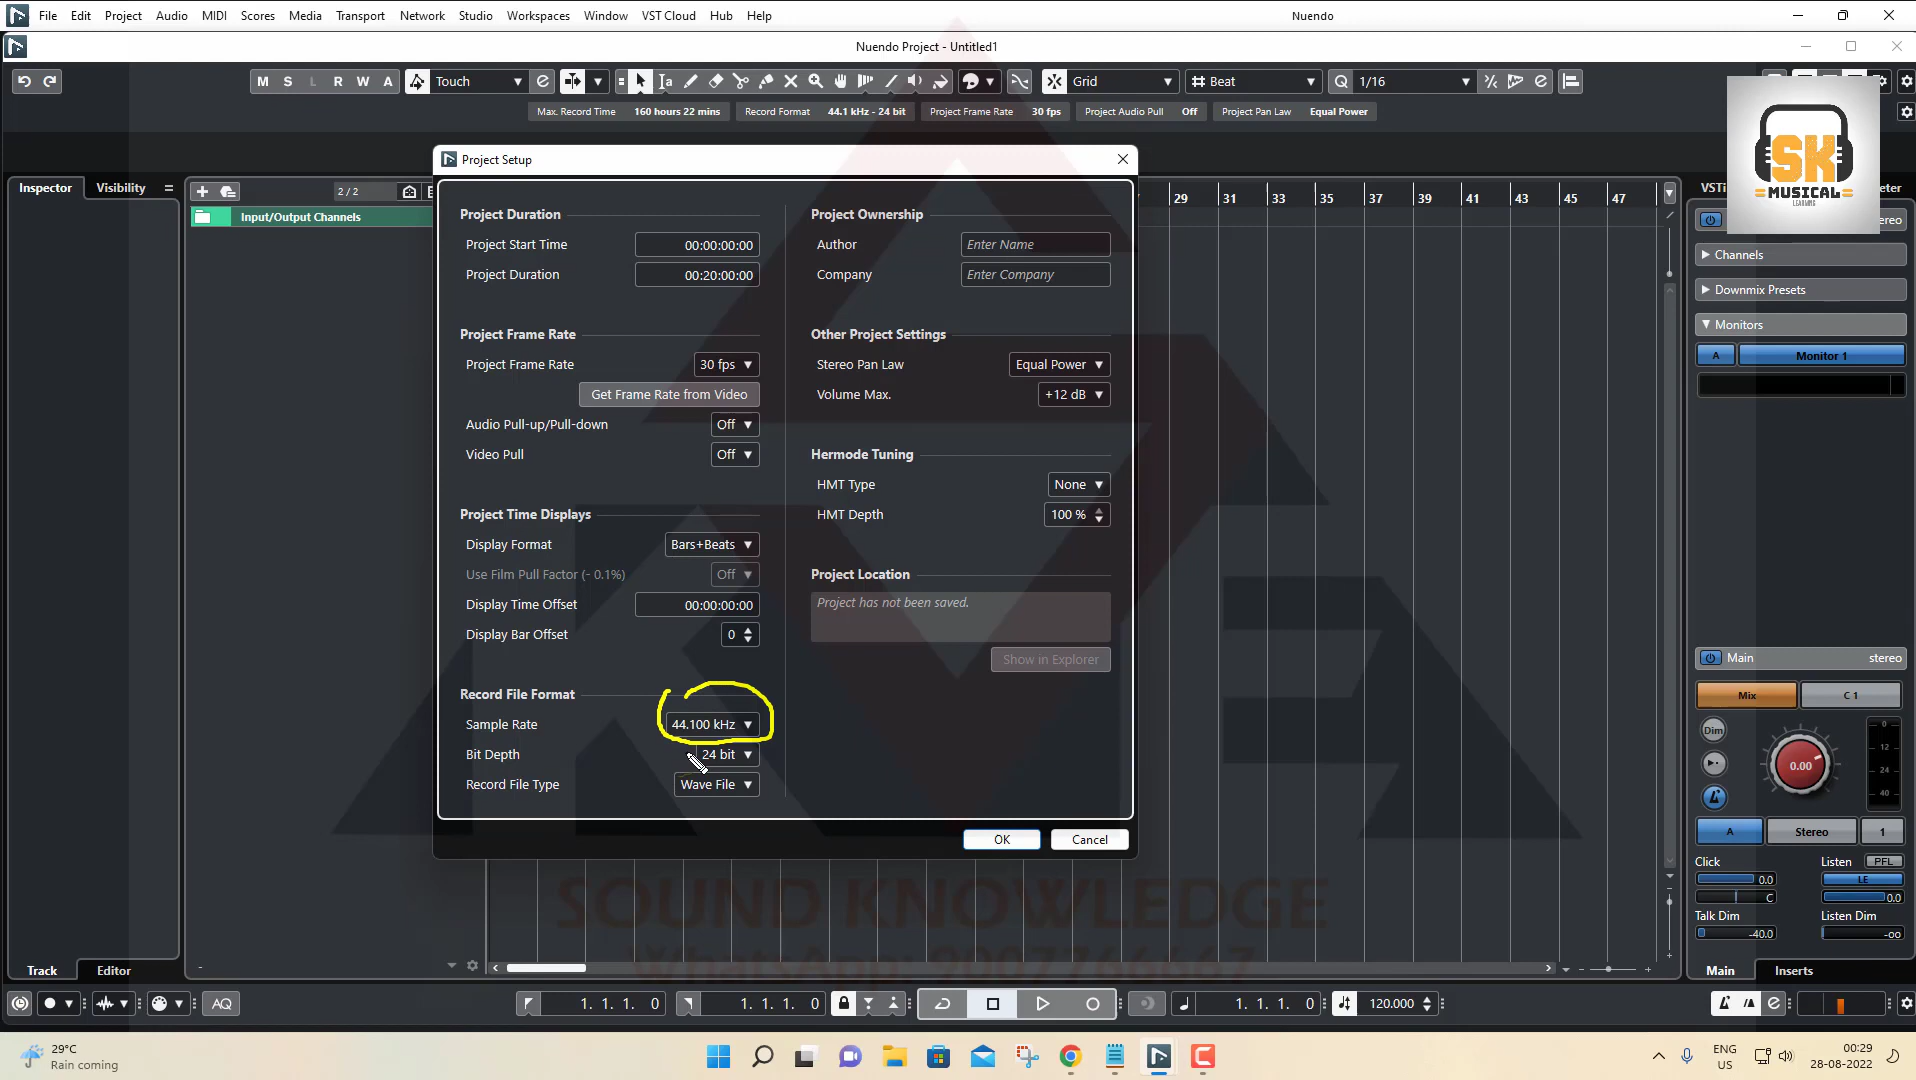 File Edit Project Audio MIDI Scores Media Transport Network Studio Workspaces Window VST Cloud Hub Help Nuendo
Nuendo Project - Untitled1
M S L R W A Touch Grid Beat Q 1/16
Max. Record Time 160 hours 22 mins Record Format 44.1 kHz - 24 bit Project Frame Rate 30 fps Project Audio Pull Off Project Pan Law Equal Power
SK
MUSICAL
LEARNING
Inspector Visibility 2 / 2 29 31 33 35 37 39 41 43 45 47
Input/Output Channels
Project Setup
Project Duration
Project Start Time 00:00:00:00
Project Duration 00:20:00:00
Project Frame Rate
Project Frame Rate 30 fps
Get Frame Rate from Video
Audio Pull-up/Pull-down Off
Video Pull Off
Project Time Displays
Display Format Bars+Beats
Use Film Pull Factor (- 0.1%) Off
Display Time Offset 00:00:00:00
Display Bar Offset 0
Record File Format
Sample Rate 44.100 kHz
Bit Depth 24 bit
Record File Type Wave File
Project Ownership
Author Enter Name
Company Enter Company
Other Project Settings
Stereo Pan Law Equal Power
Volume Max. +12 dB
Hermode Tuning
HMT Type None
HMT Depth 100 %
Project Location
Project has not been saved.
Show in Explorer
OK Cancel
Channels
Downmix Presets
Monitors
A Monitor 1
Main stereo
Mix C 1
Dim
0.00
0
12
24
40
A Stereo 1
Click Listen PFL
0.0 LE
C 0.0
Talk Dim Listen Dim
-40.0 -oo
Main Inserts
SOUND KNOWLEDGE
Track Editor
AQ 1. 1. 1. 0 1. 1. 1. 0 1. 1. 1. 0 120.000
29°C
Rain coming
ENG
US
00:29
28-08-2022